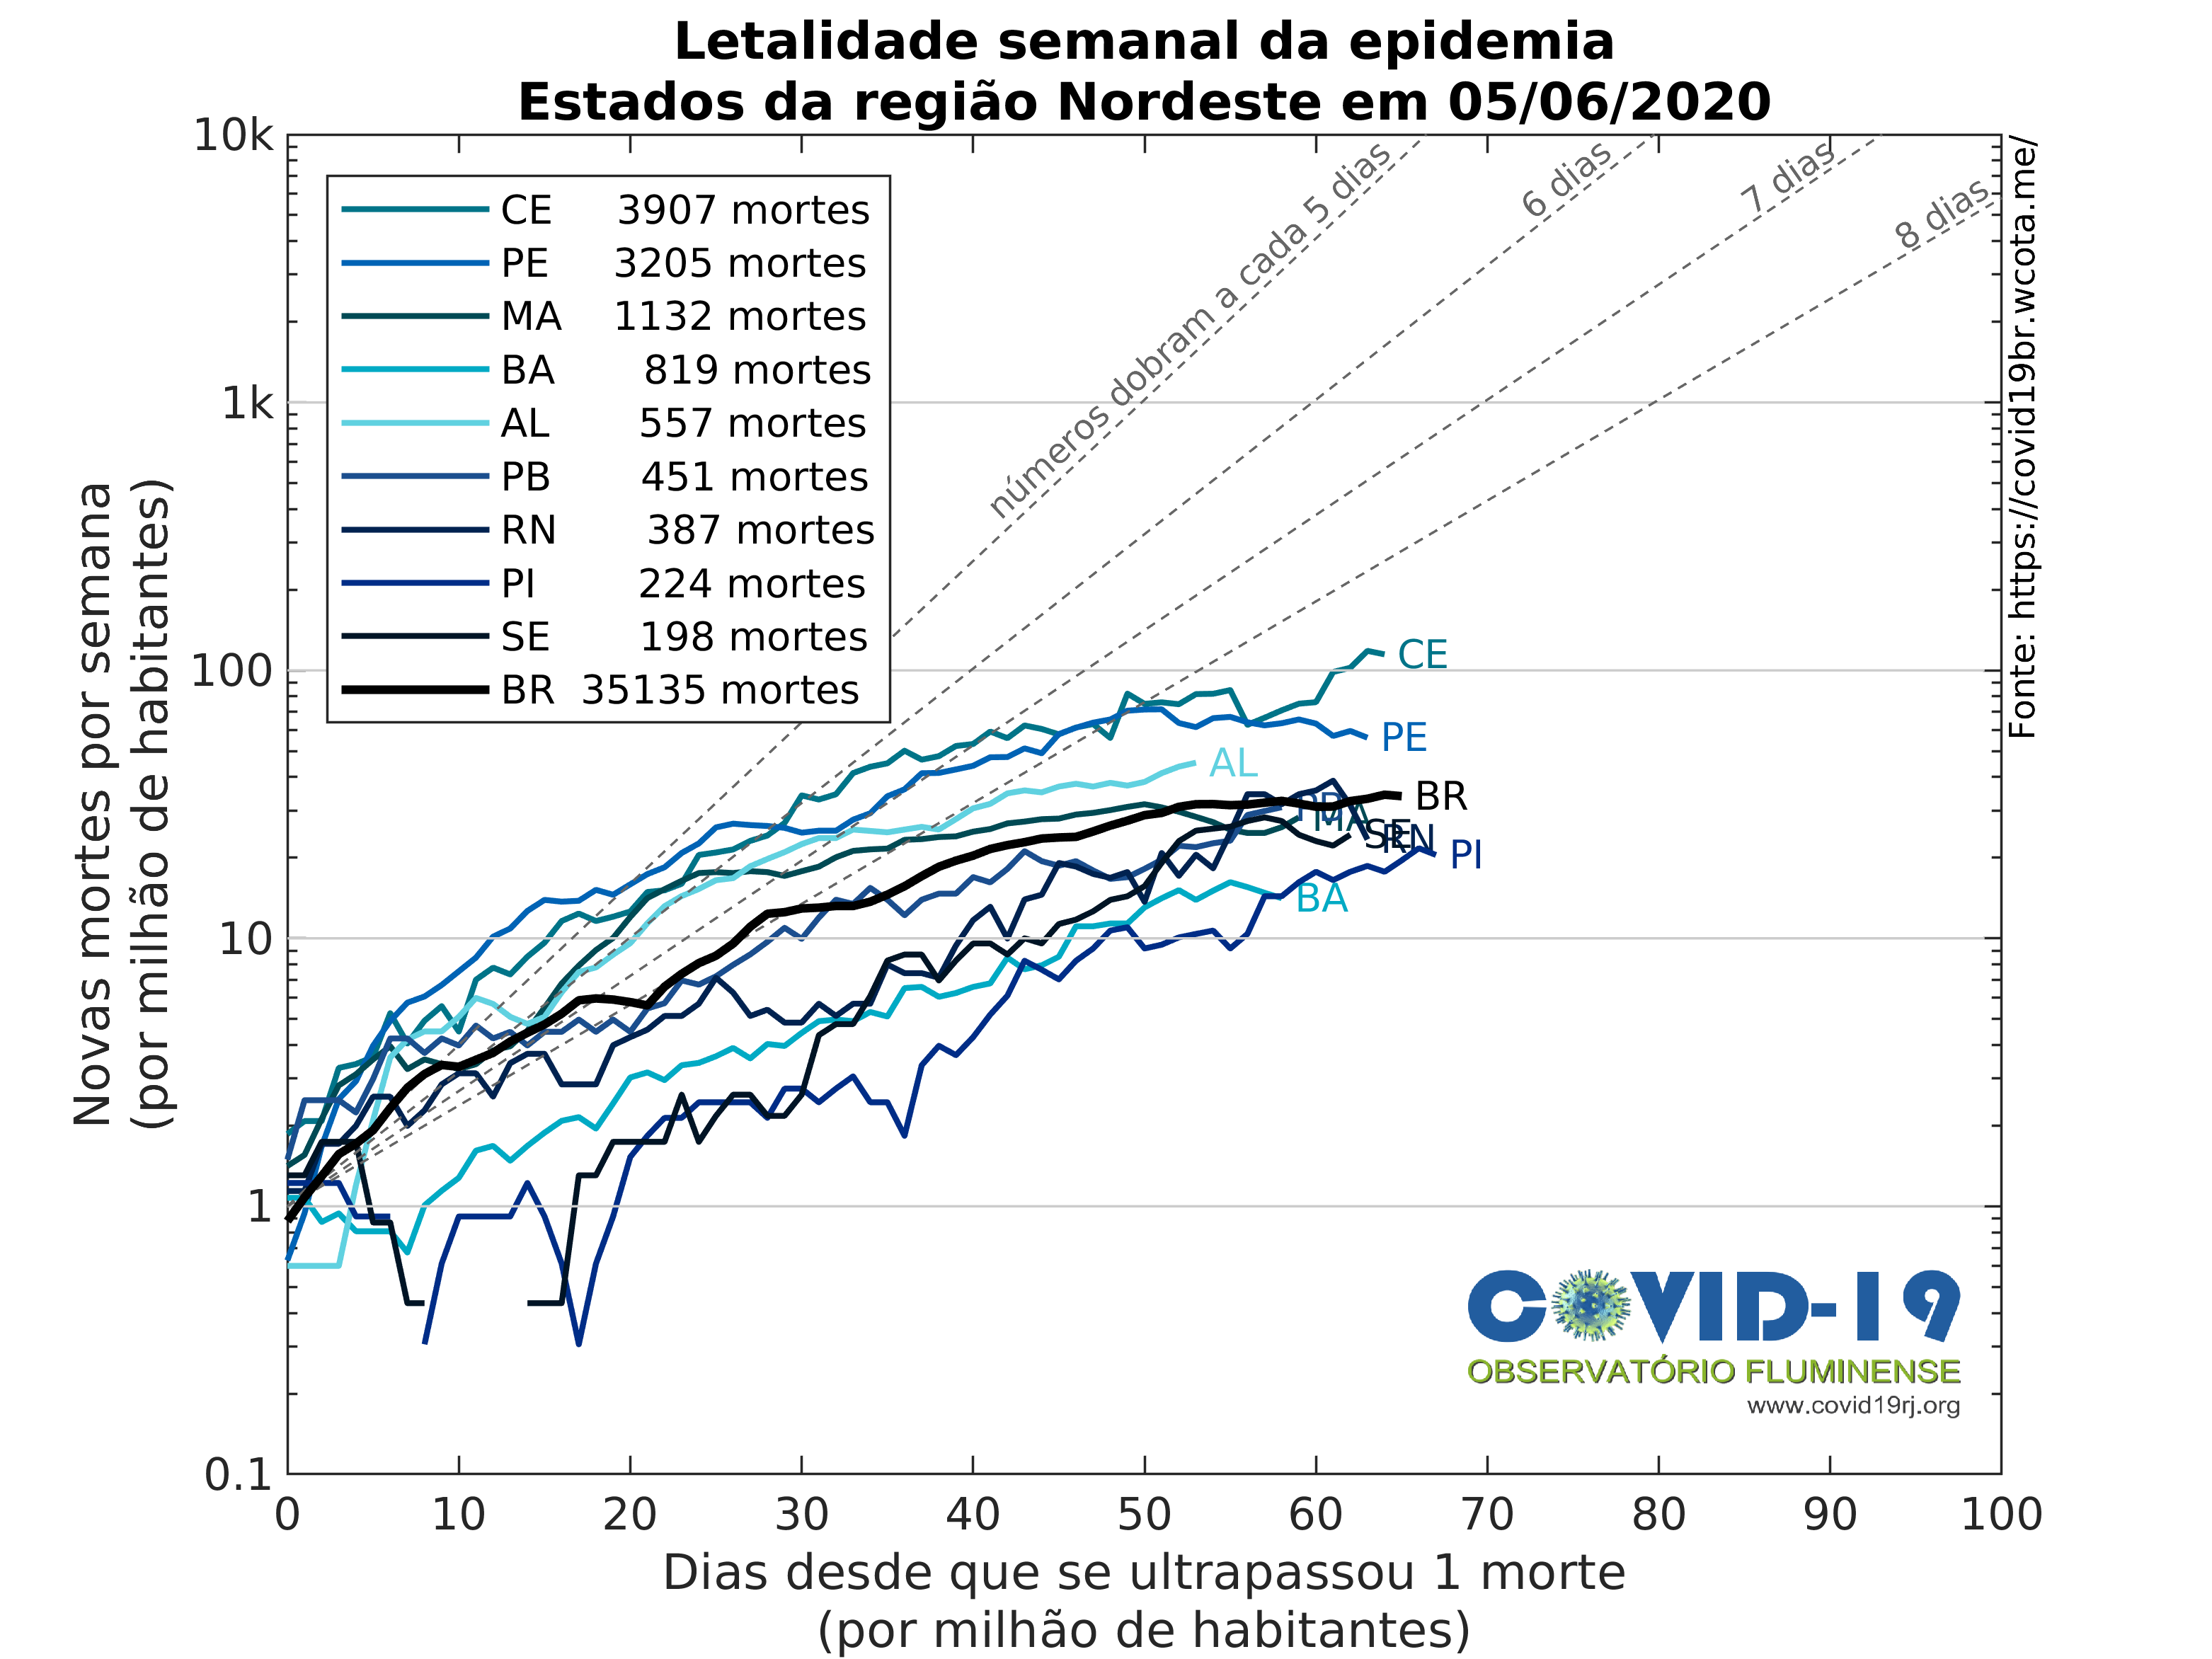 Letalidade semanal da epidemia
Estados da região Nordeste em 05/06/2020
Novas mortes por semana
(por milhão de habitantes)
10k
1k
100
10
1
0.1
CE 3907 mortes
PE 3205 mortes
MA 1132 mortes
BA 819 mortes
AL 557 mortes
PB 451 mortes
RN 387 mortes
PI 224 mortes
SE 198 mortes
BR 35135 mortes
números dobram a cada 5 dias
6 dias
7 dias
8 dias
CE
PE
AL
BR
PB
MA
SE
RN
PI
BA
Fonte: https://covid19br.wcota.me/
COVID-19
OBSERVATÓRIO FLUMINENSE
www.covid19rj.org
0 10 20 30 40 50 60 70 80 90 100
Dias desde que se ultrapassou 1 morte
(por milhão de habitantes)